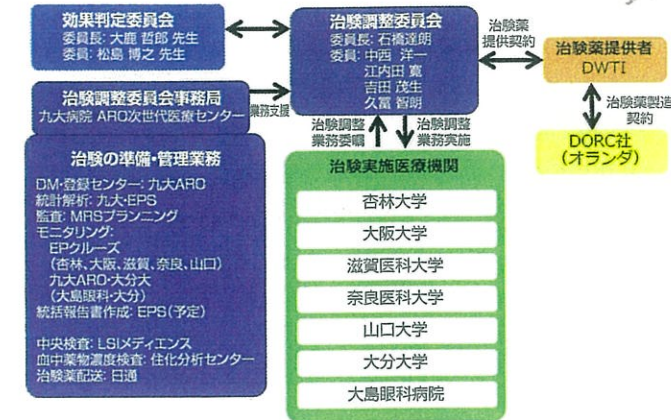 効果判定委員会
委員長: 大鹿 哲郎 先生
委員: 松島 博之 先生
治験調整委員会
委員長: 石橋達朗
委員: 中西 洋一
江内田 寛
吉田 茂生
久冨 智朗
治験薬
提供契約
治験薬提供者
DWTI
治験薬製造
契約
DORC社
(オランダ)
治験調整委員会事務局
九大病院 ARO次世代医療センター
業務支援
治験調整
業務委嘱
治験調整
業務実施
治験の準備・管理業務
DM・登録センター: 九大ARO
統計解析: 九大・EPS
監査: MRSプランニング
モニタリング:
EPクルーズ
(杏林、大阪、滋賀、奈良、山口)
九大ARO・大分大
(大島眼科・大分)
統括報告書作成: EPS(予定)
中央検査: LSIメディエンス
血中薬物濃度検査: 住化分析センター
治験薬配送: 日通
治験実施医療機関
杏林大学
大阪大学
滋賀医科大学
奈良医科大学
山口大学
大分大学
大島眼科病院